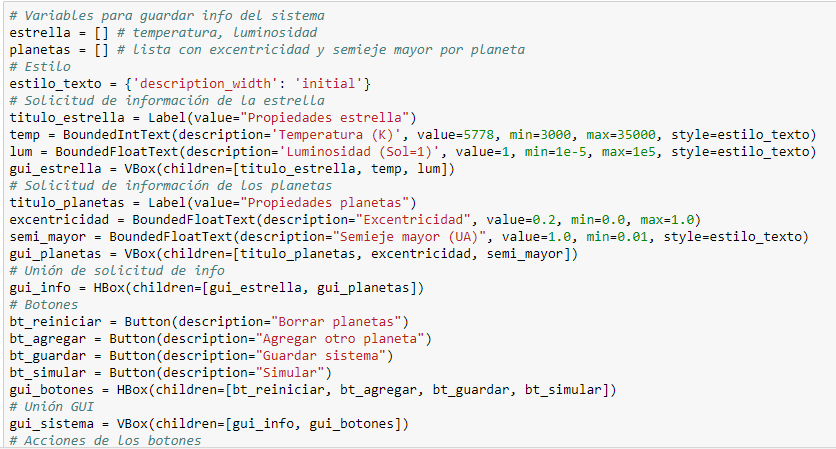 # Variables para guardar info del sistema
estrella = [] # temperatura, luminosidad
planetas = [] # lista con excentricidad y semieje mayor por planeta
# Estilo
estilo_texto = {'description_width': 'initial'}
# Solicitud de información de la estrella
titulo_estrella = Label(value="Propiedades estrella")
temp = BoundedIntText(description='Temperatura (K)', value=5778, min=3000, max=35000, style=estilo_texto)
lum = BoundedFloatText(description='Luminosidad (Sol=1)', value=1, min=1e-5, max=1e5, style=estilo_texto)
gui_estrella = VBox(children=[titulo_estrella, temp, lum])
# Solicitud de información de los planetas
titulo_planetas = Label(value="Propiedades planetas")
excentricidad = BoundedFloatText(description="Excentricidad", value=0.2, min=0.0, max=1.0)
semi_mayor = BoundedFloatText(description="Semieje mayor (UA)", value=1.0, min=0.01, style=estilo_texto)
gui_planetas = VBox(children=[titulo_planetas, excentricidad, semi_mayor])
# Unión de solicitud de info
gui_info = HBox(children=[gui_estrella, gui_planetas])
# Botones
bt_reiniciar = Button(description="Borrar planetas")
bt_agregar = Button(description="Agregar otro planeta")
bt_guardar = Button(description="Guardar sistema")
bt_simular = Button(description="Simular")
gui_botones = HBox(children=[bt_reiniciar, bt_agregar, bt_guardar, bt_simular])
# Unión GUI
gui_sistema = VBox(children=[gui_info, gui_botones])
# Acciones de los botones